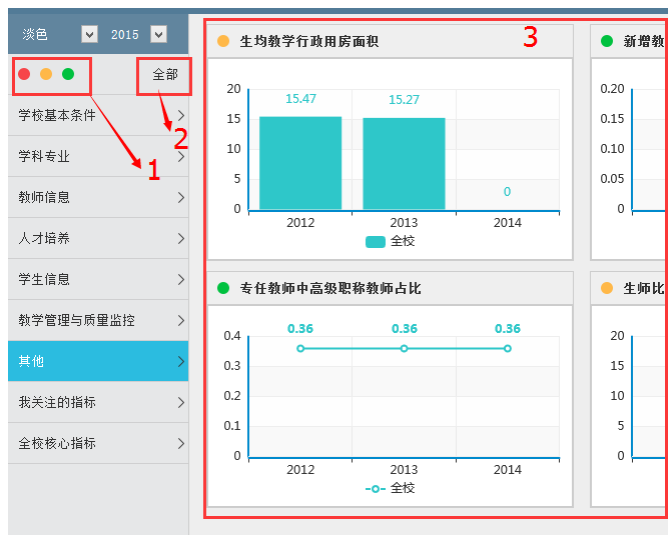 淡色 2015
全部
学校基本条件
学科专业
教师信息
人才培养
学生信息
教学管理与质量监控
其他
我关注的指标
全校核心指标
1
2
生均教学行政用房面积 3
20
15
10
5
0
15.47 15.27 0
2012 2013 2014
全校
新增教
0.20
0.15
0.10
0.05
0
专任教师中高级职称教师占比
0.4
0.3
0.2
0.1
0
0.36 0.36 0.36
2012 2013 2014
全校
生师比
20
15
10
5
0